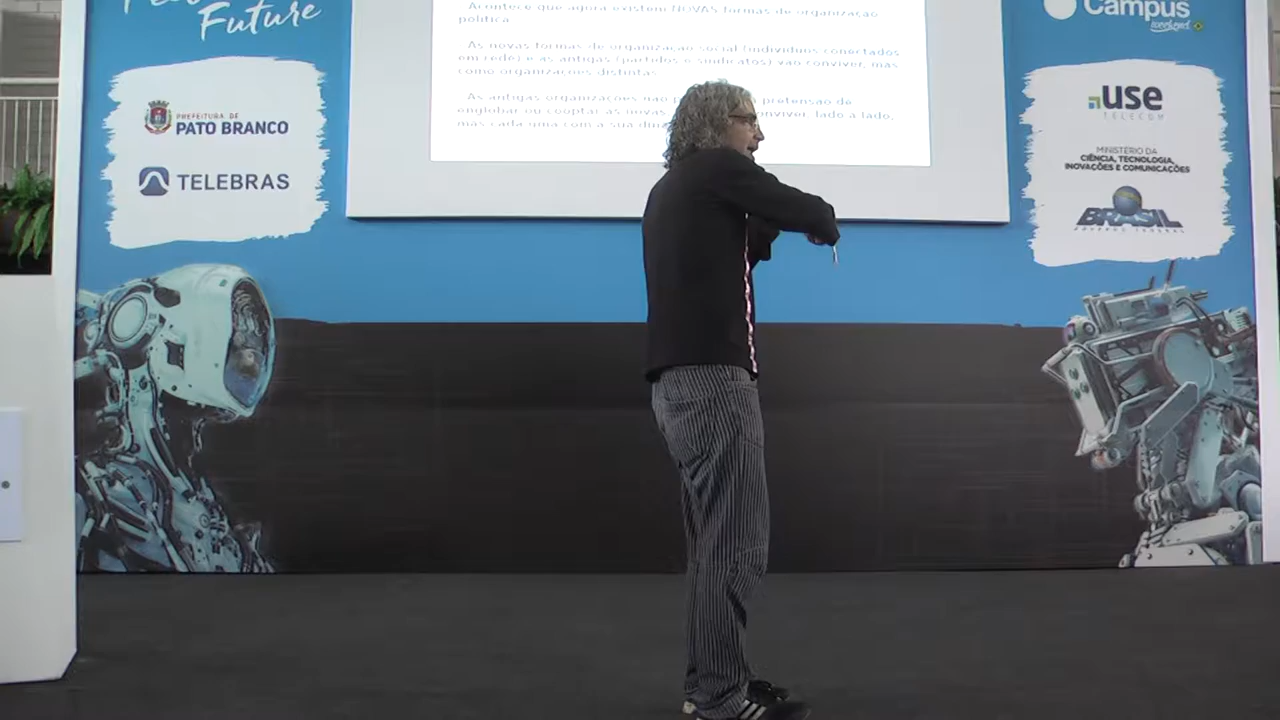 Future
PREFEITURA DE
PATO BRANCO
TELEBRAS
Acontece que agora existem NOVAS formas de organização
política.
As novas formas de organização social (indivíduos conectados
em rede) e as antigas (partidos e sindicatos) vão conviver, mas
como organizações distintas.
As antigas organizações não pretensão de
englobar ou cooptar as novas conviver, lado a lado,
mas cada uma com a sua
Campus
weekend
use
TELECOM
MINISTÉRIO DA
CIÊNCIA, TECNOLOGIA,
INOVAÇÕES E COMUNICAÇÕES
BRASIL
GOVERNO FEDERAL